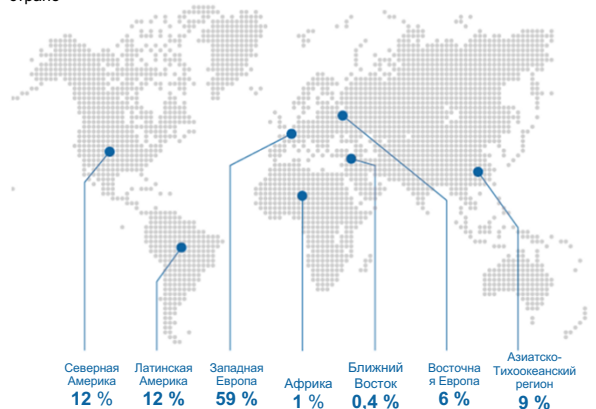 стране
Северная
Америка
12 %
Латинская
Америка
12 %
Западная
Европа
59 %
Африка
1 %
Ближний
Восток
0,4 %
Восточна
я Европа
6 %
Азиатско-
Тихоокеанский
регион
9 %